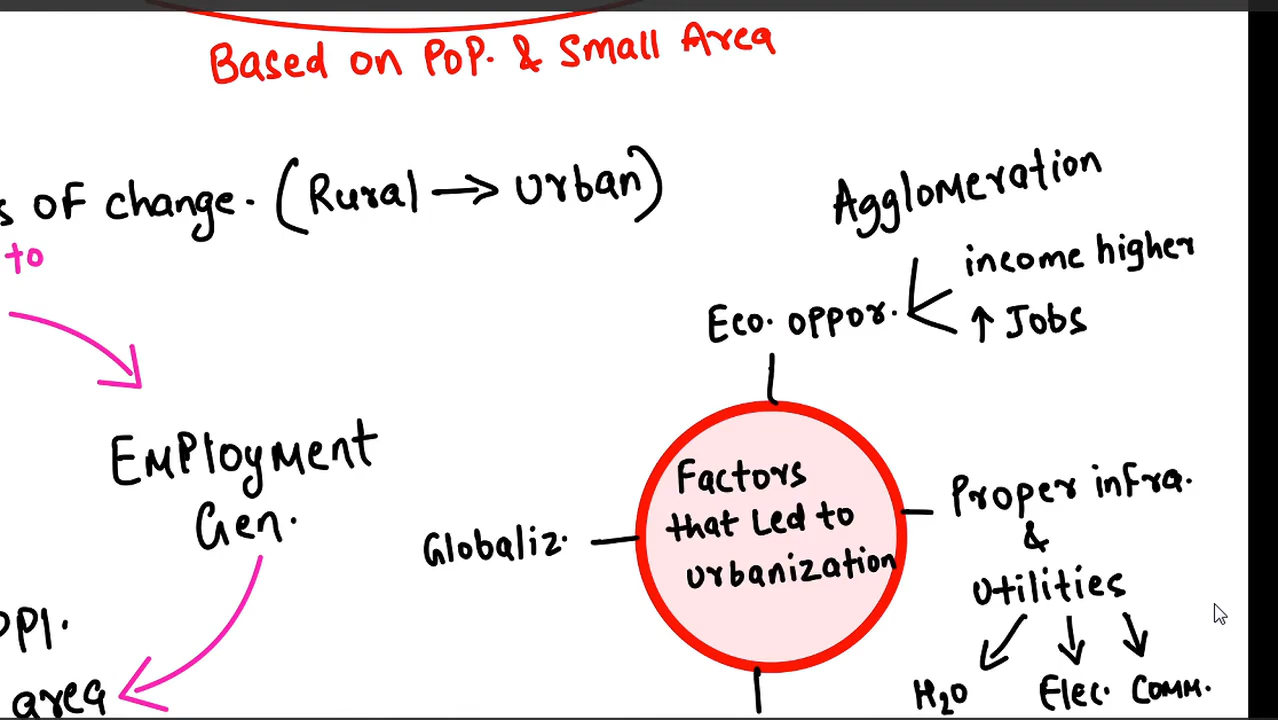 Based on PoP. & Small Area
s of change. (Rural → Urban)
to
Agglomeration
income higher
Eco. oppor.
↑ Jobs
Employment
Gen.
Factors
that Led to
urbanization
Globaliz.
Proper infra.
&
utilities
H₂O Elec. Comm.
area